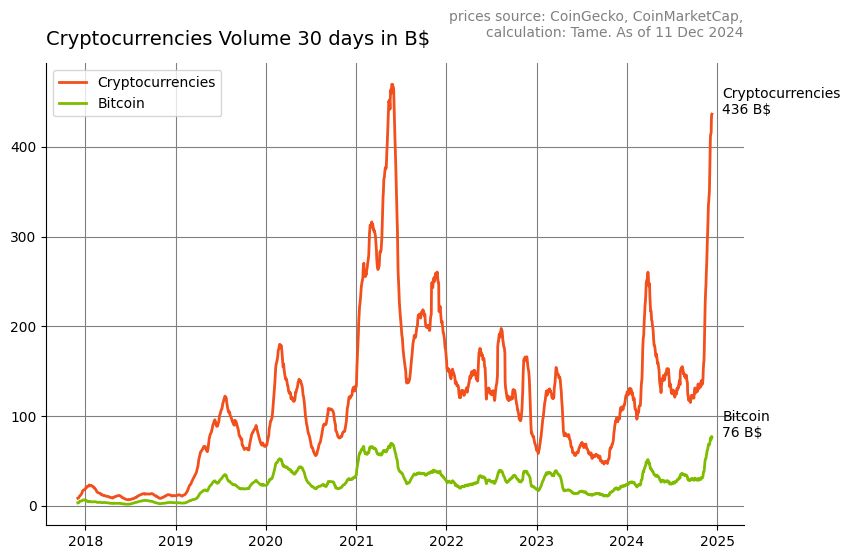 prices source: CoinGecko, CoinMarketCap,
calculation: Tame. As of 11 Dec 2024
Cryptocurrencies Volume 30 days in B$
Cryptocurrencies
Bitcoin
Cryptocurrencies
436 B$
400
300
200
100
0
Bitcoin
76 B$
2018
2019
2020
2021
2022
2023
2024
2025